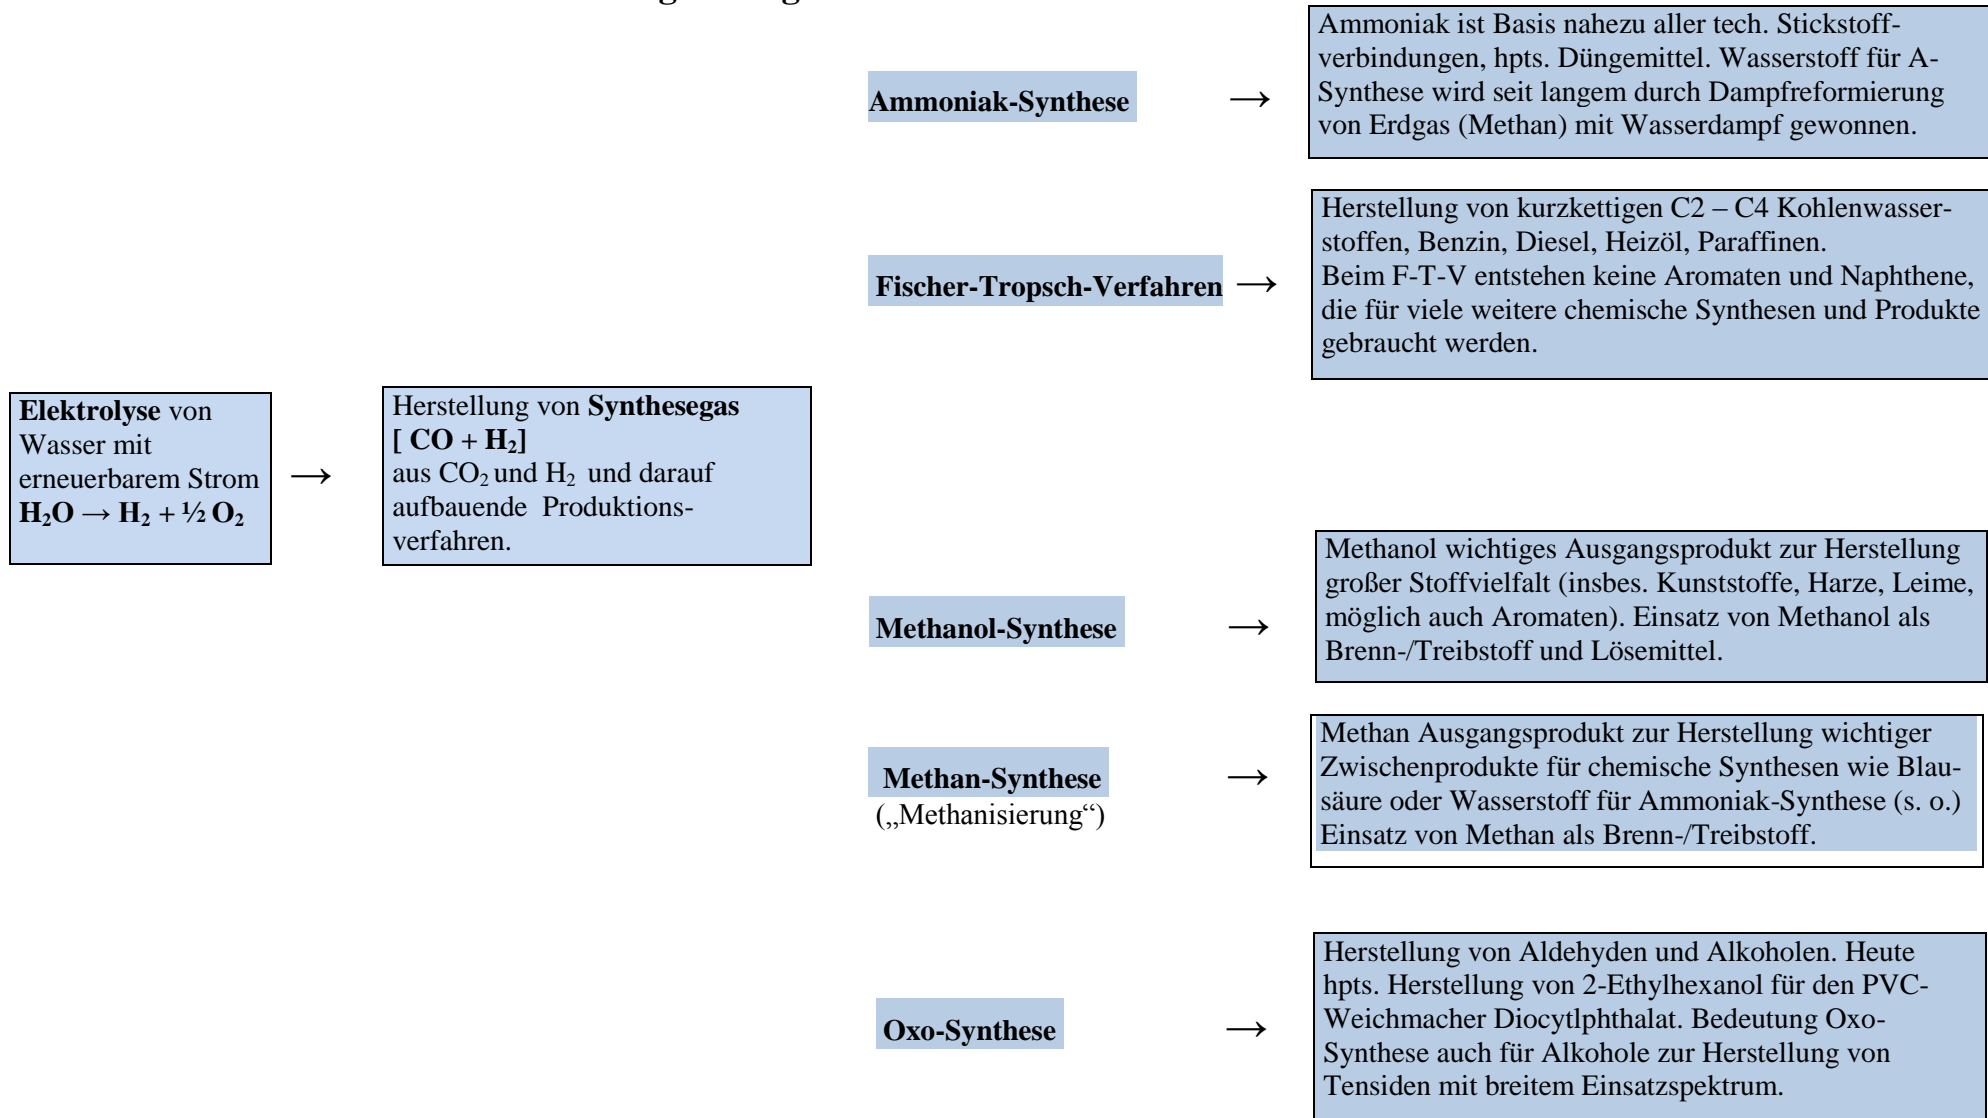 Ammoniak-Synthese →
Ammoniak ist Basis nahezu aller tech. Stickstoff-
verbindungen, hpts. Düngemittel. Wasserstoff für A-
Synthese wird seit langem durch Dampfreformierung
von Erdgas (Methan) mit Wasserdampf gewonnen.
Fischer-Tropsch-Verfahren →
Herstellung von kurzkettigen C2 – C4 Kohlenwasser-
stoffen, Benzin, Diesel, Heizöl, Paraffinen.
Beim F-T-V entstehen keine Aromaten und Naphthene,
die für viele weitere chemische Synthesen und Produkte
gebraucht werden.
Elektrolyse von
Wasser mit
erneuerbarem Strom →
H₂O → H₂ + ½ O₂
Herstellung von Synthesegas
[ CO + H₂]
aus CO₂ und H₂ und darauf
aufbauende Produktions-
verfahren.
Methanol-Synthese →
Methanol wichtiges Ausgangsprodukt zur Herstellung
großer Stoffvielfalt (insbes. Kunststoffe, Harze, Leime,
möglich auch Aromaten). Einsatz von Methanol als
Brenn-/Treibstoff und Lösemittel.
Methan-Synthese →
(„Methanisierung“)
Methan Ausgangsprodukt zur Herstellung wichtiger
Zwischenprodukte für chemische Synthesen wie Blau-
säure oder Wasserstoff für Ammoniak-Synthese (s. o.)
Einsatz von Methan als Brenn-/Treibstoff.
Oxo-Synthese →
Herstellung von Aldehyden und Alkoholen. Heute
hpts. Herstellung von 2-Ethylhexanol für den PVC-
Weichmacher Diocytlphthalat. Bedeutung Oxo-
Synthese auch für Alkohole zur Herstellung von
Tensiden mit breitem Einsatzspektrum.